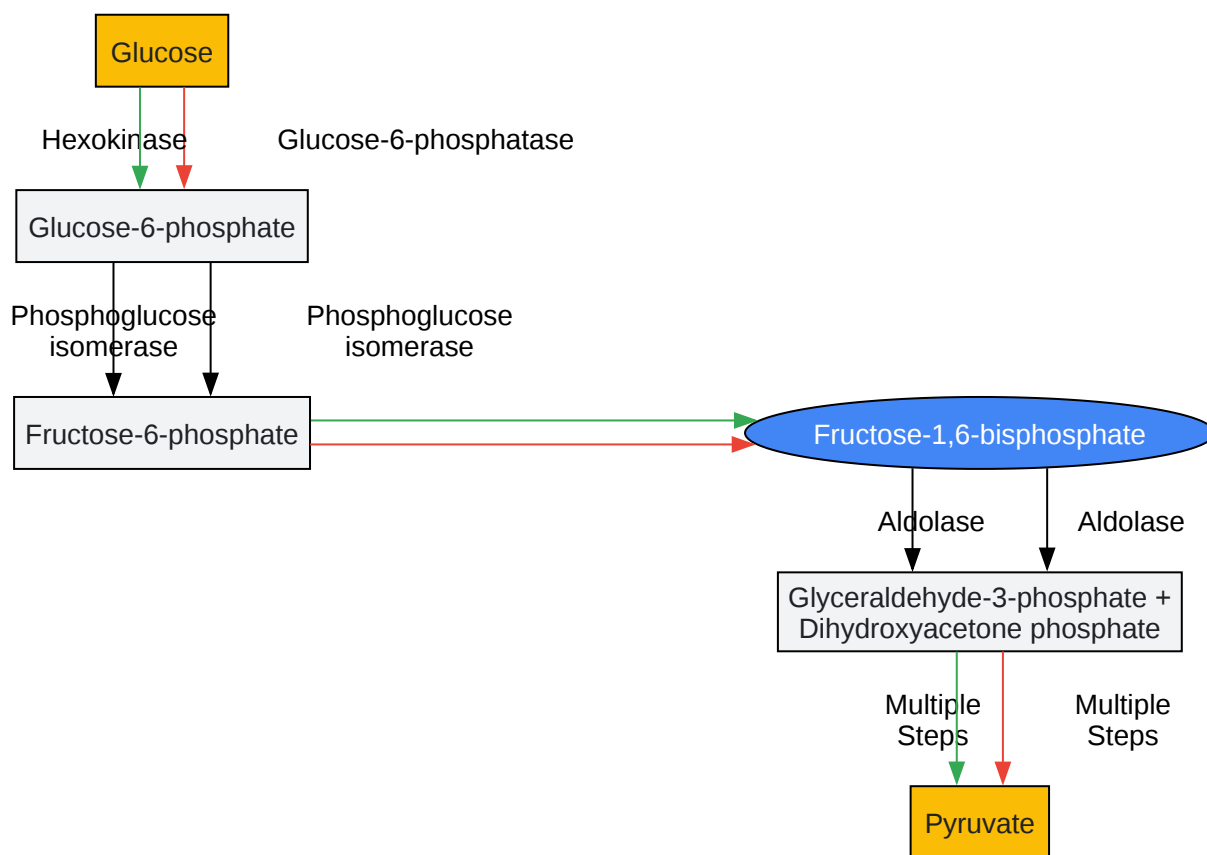 Glucose
Hexokinase
Glucose-6-phosphatase
Glucose-6-phosphate
Phosphoglucose
isomerase
Phosphoglucose
isomerase
Fructose-6-phosphate
Fructose-1,6-bisphosphate
Aldolase
Aldolase
Glyceraldehyde-3-phosphate +
Dihydroxyacetone phosphate
Multiple
Steps
Multiple
Steps
Pyruvate